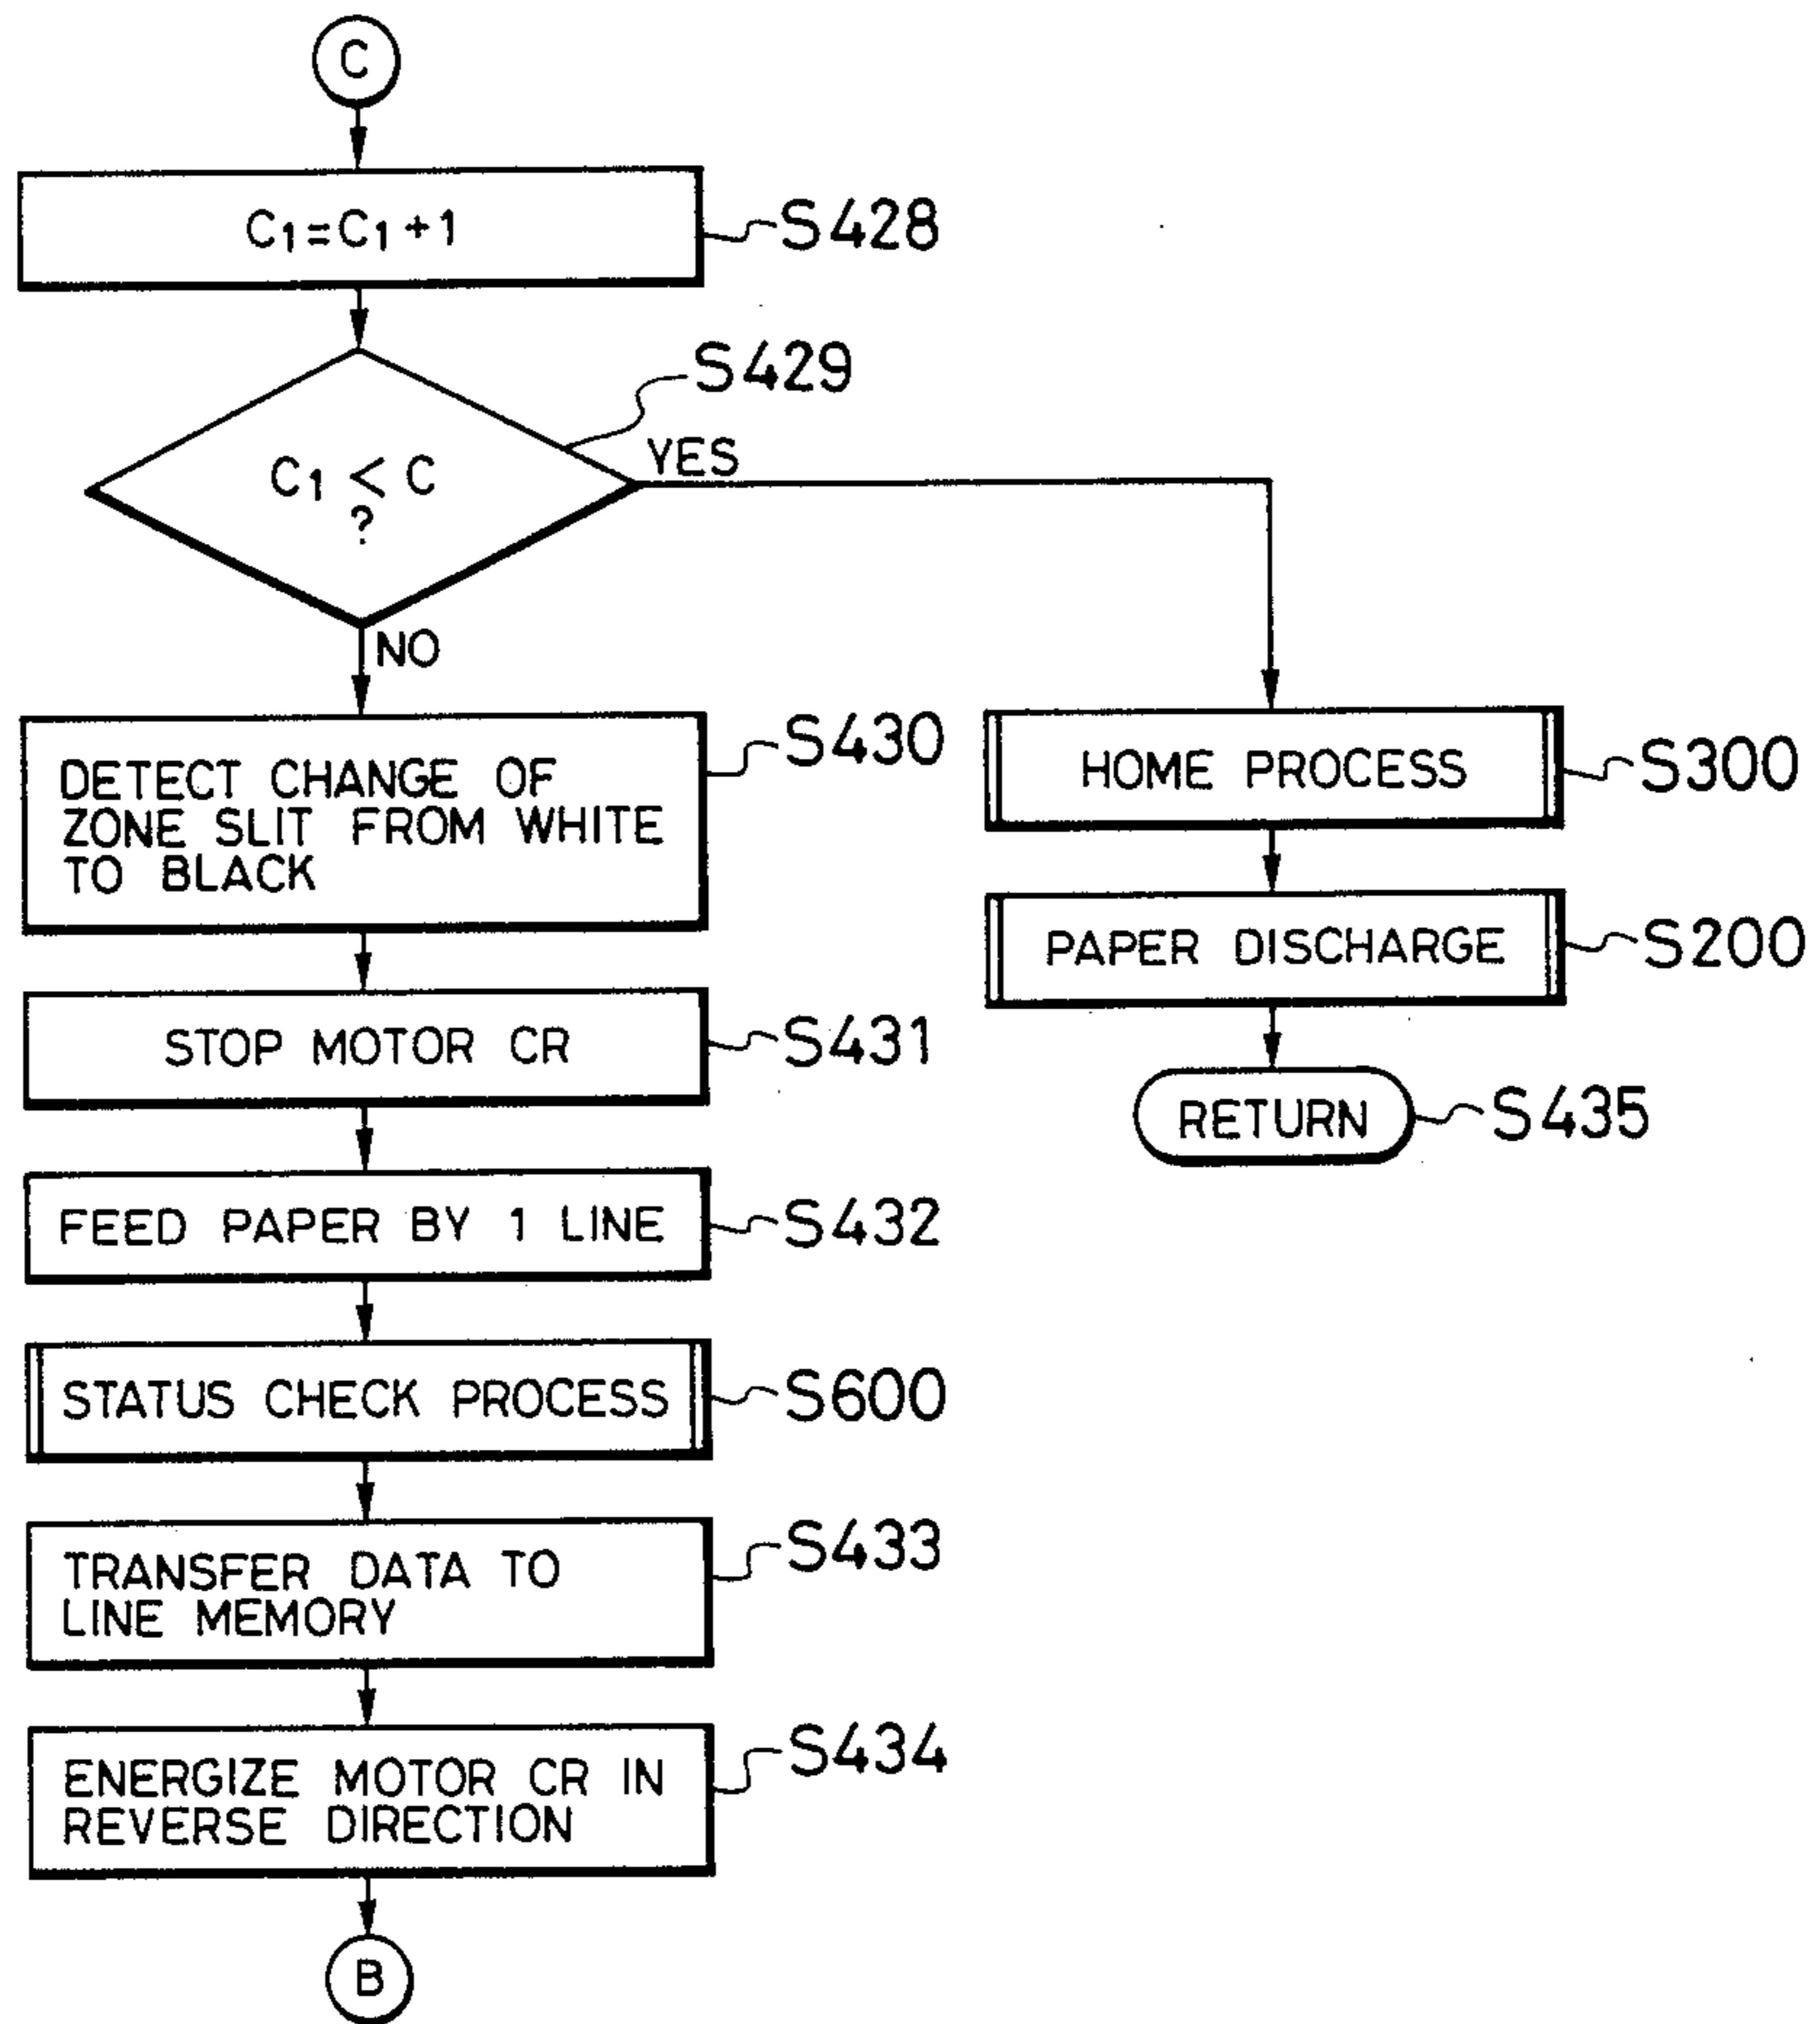 C
C1=C1+1
S428
S429
C1 < C
?
YES
NO
DETECT CHANGE OF
ZONE SLIT FROM WHITE
TO BLACK
S430
STOP MOTOR CR
S431
FEED PAPER BY 1 LINE
S432
STATUS CHECK PROCESS
S600
TRANSFER DATA TO
LINE MEMORY
S433
ENERGIZE MOTOR CR IN
REVERSE DIRECTION
S434
B
HOME PROCESS
S300
PAPER DISCHARGE
S200
RETURN
S435